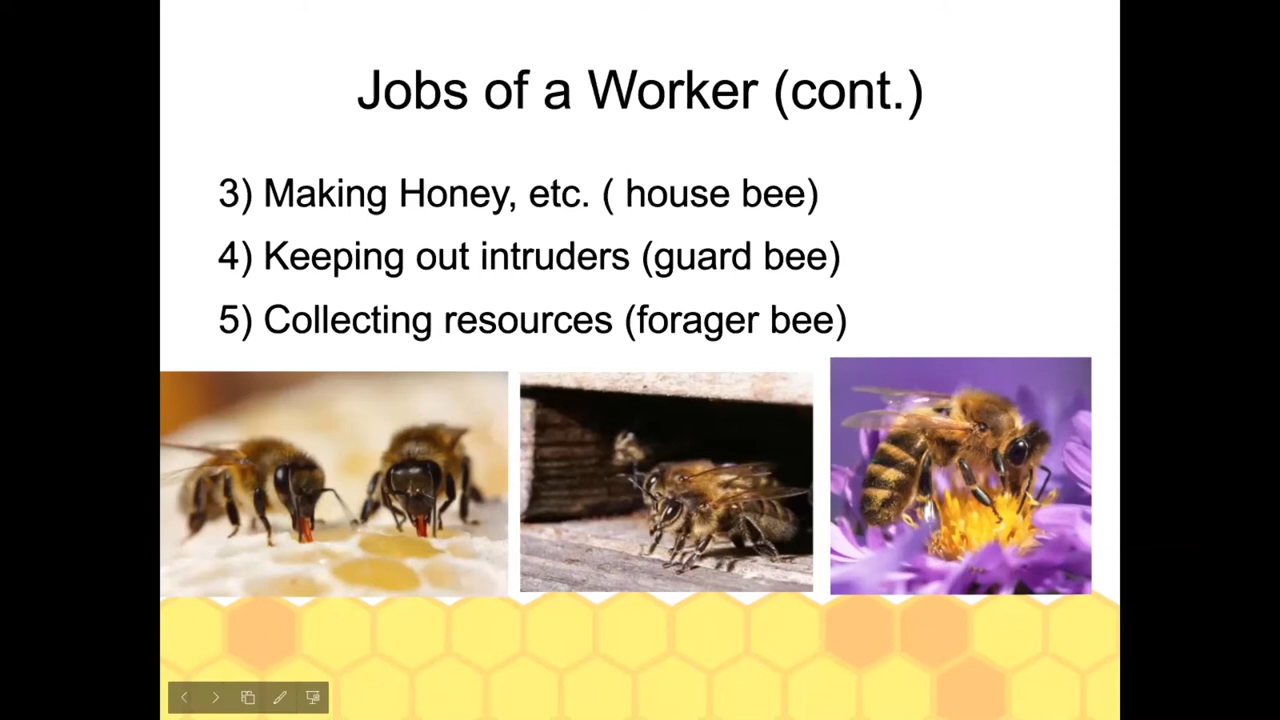 Jobs of a Worker (cont.)
3) Making Honey, etc. ( house bee)
4) Keeping out intruders (guard bee)
5) Collecting resources (forager bee)